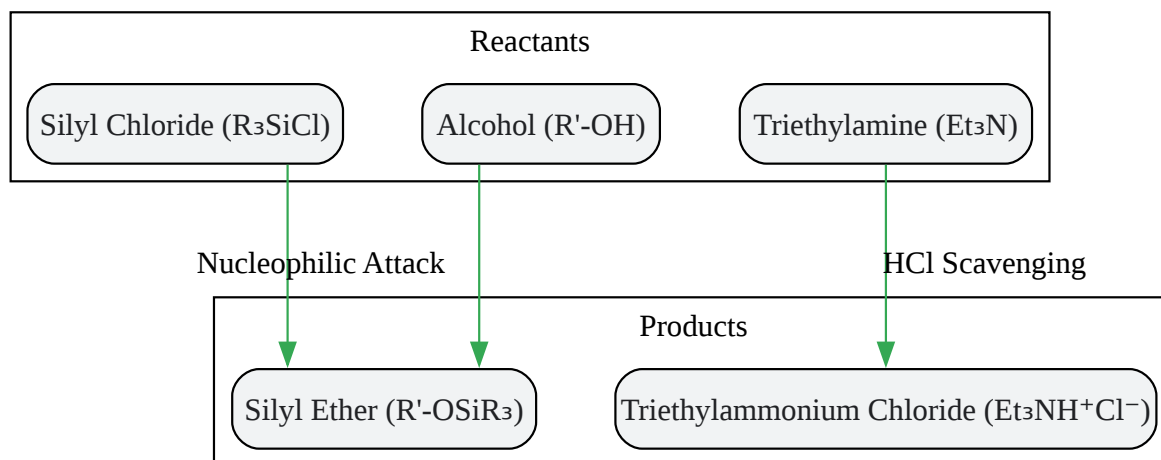 Reactants
Silyl Chloride (R₃SiCl)
Alcohol (R'-OH)
Triethylamine (Et₃N)
Nucleophilic Attack
HCl Scavenging
Products
Silyl Ether (R'-OSiR₃)
Triethylammonium Chloride (Et₃NH⁺Cl⁻)